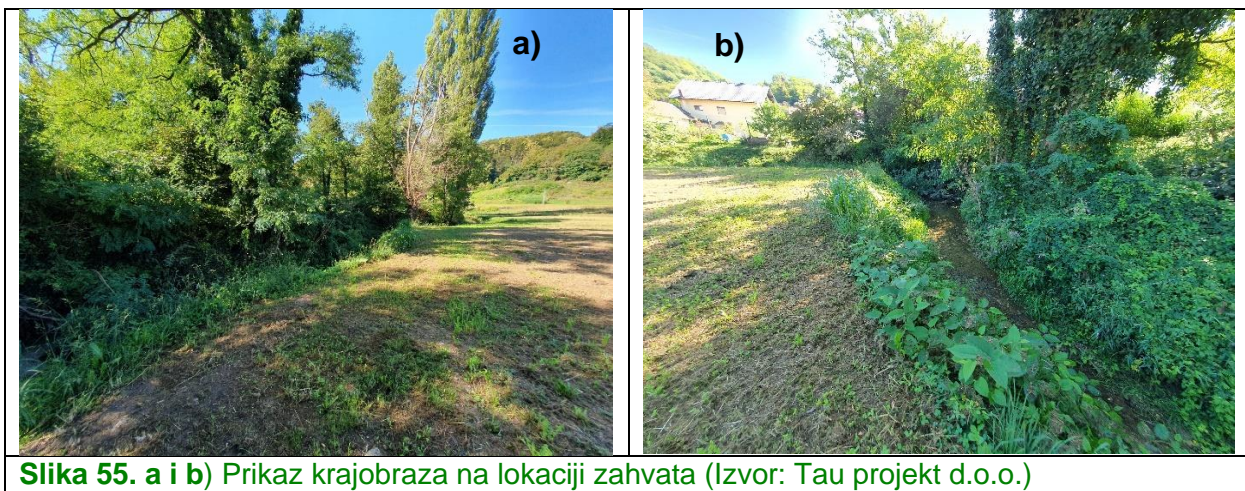 a)
b)
Slika 55. a i b) Prikaz krajobraza na lokaciji zahvata (Izvor: Tau projekt d.o.o.)